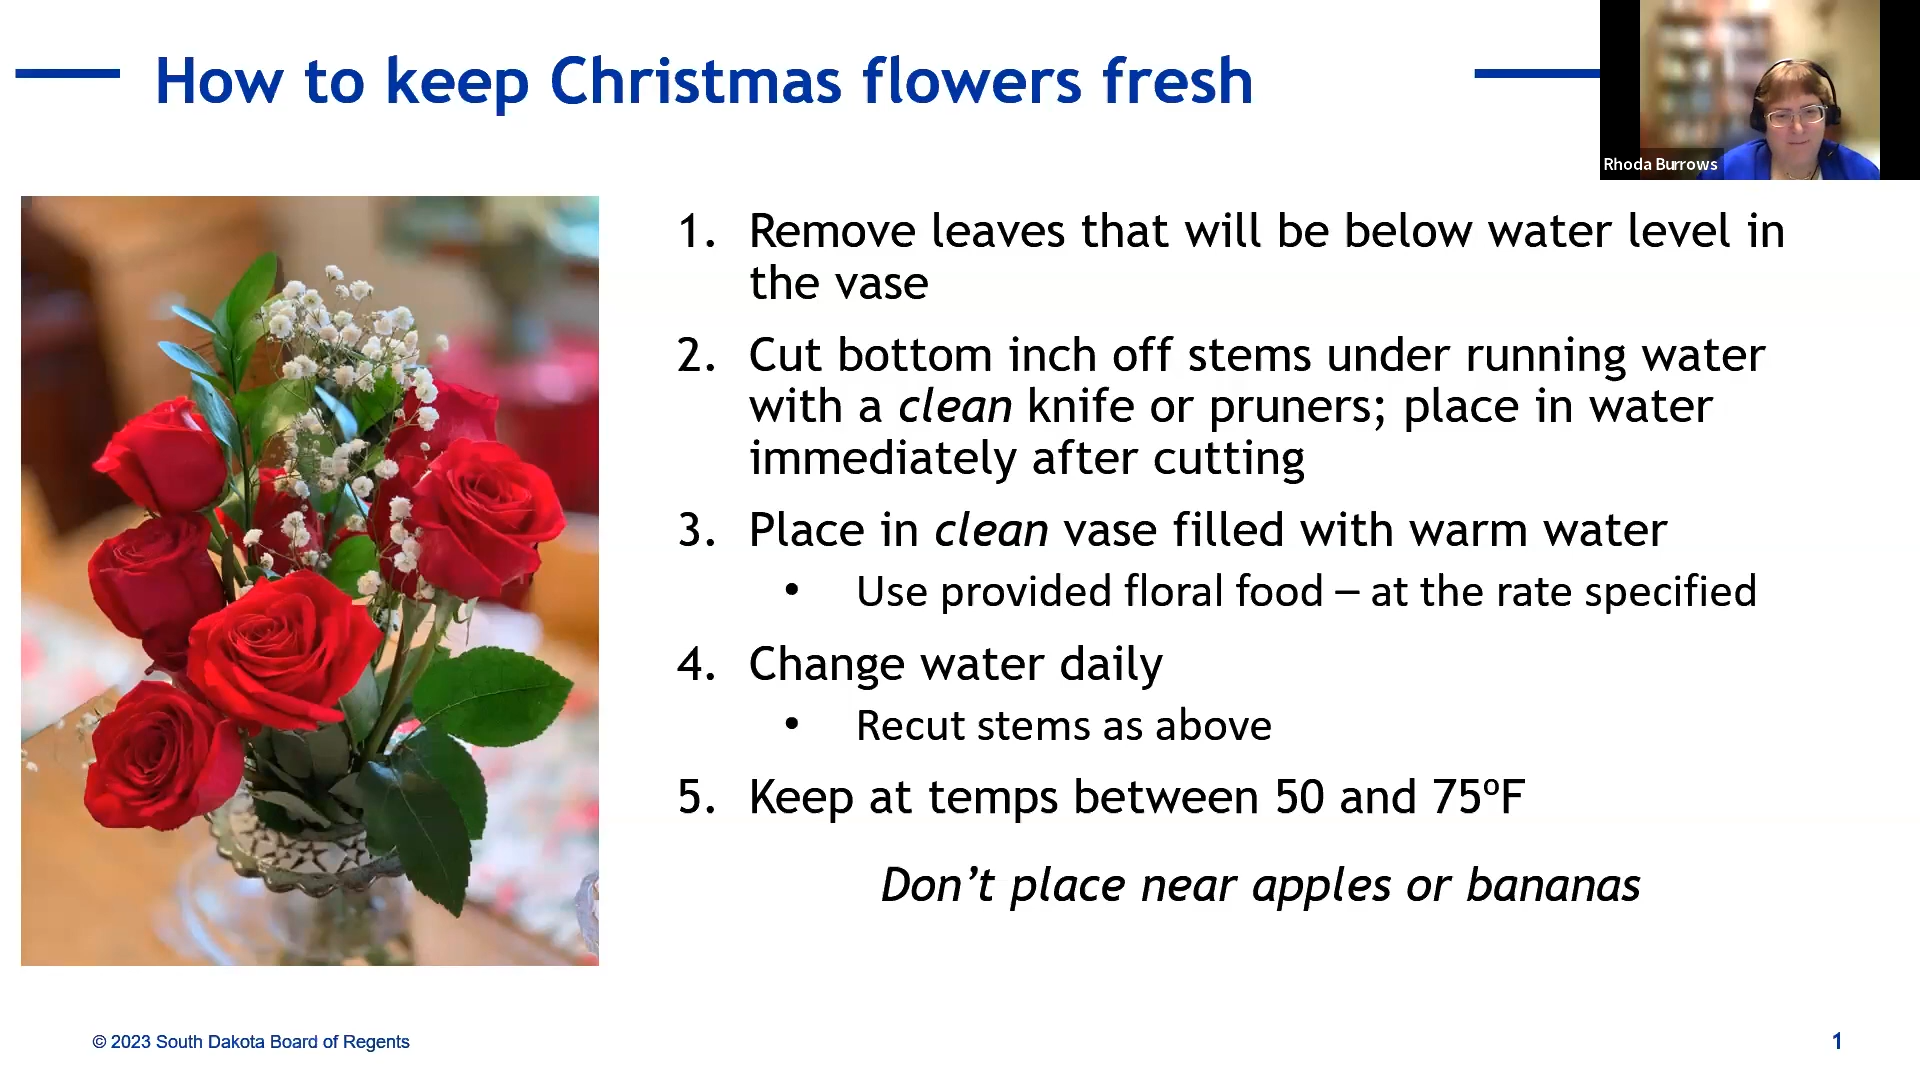 How to keep Christmas flowers fresh
Rhoda Burrows
1. Remove leaves that will be below water level in
the vase
2. Cut bottom inch off stems under running water
with a clean knife or pruners; place in water
immediately after cutting
3. Place in clean vase filled with warm water
• Use provided floral food – at the rate specified
4. Change water daily
• Recut stems as above
5. Keep at temps between 50 and 75ºF
Don’t place near apples or bananas
© 2023 South Dakota Board of Regents
1